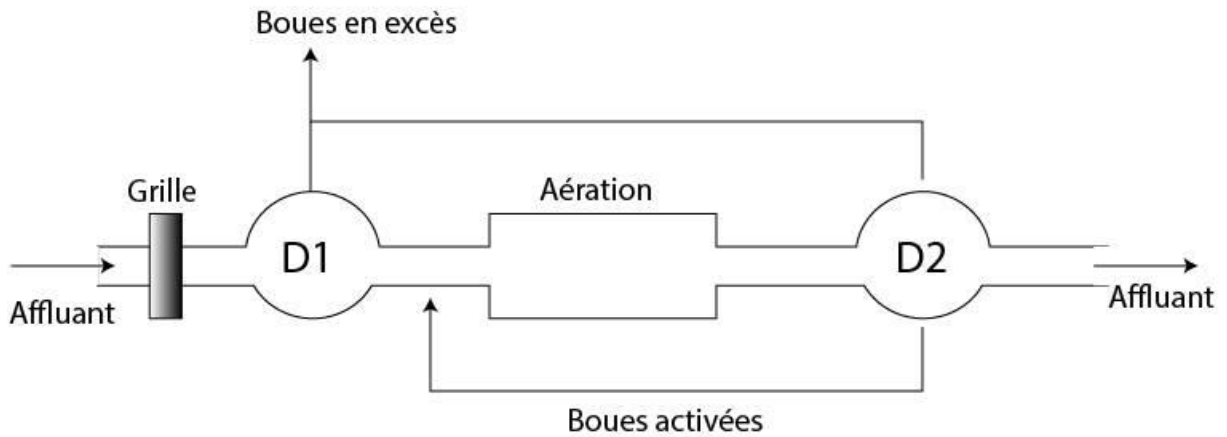 Boues en excès
Grille
Aération
D1
D2
Affluant
Affluant
Boues activées